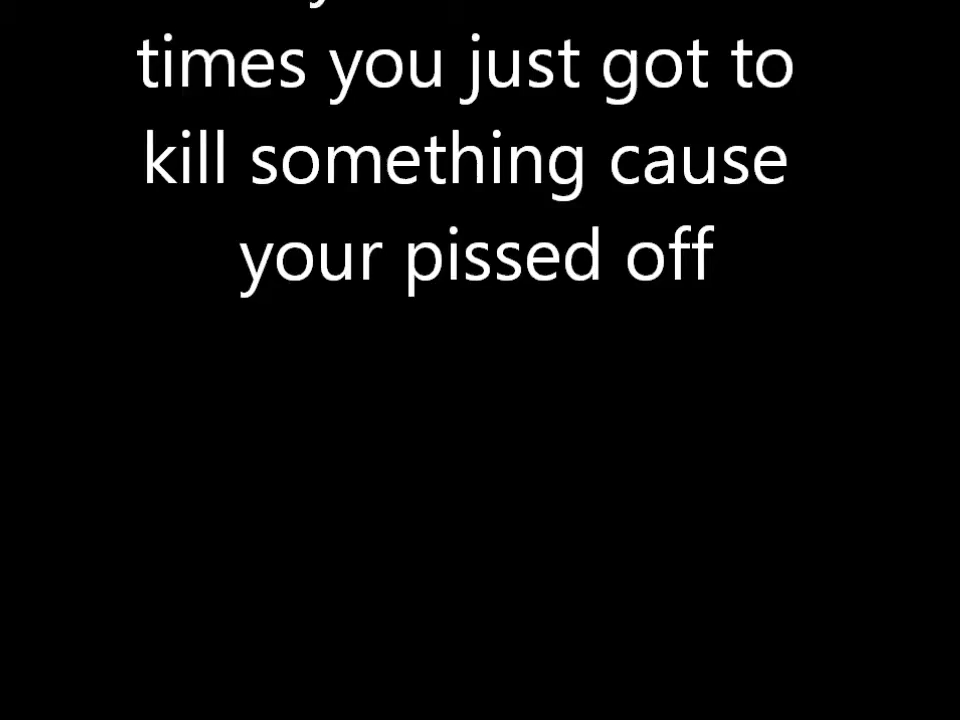 times you just got to
kill something cause
your pissed off